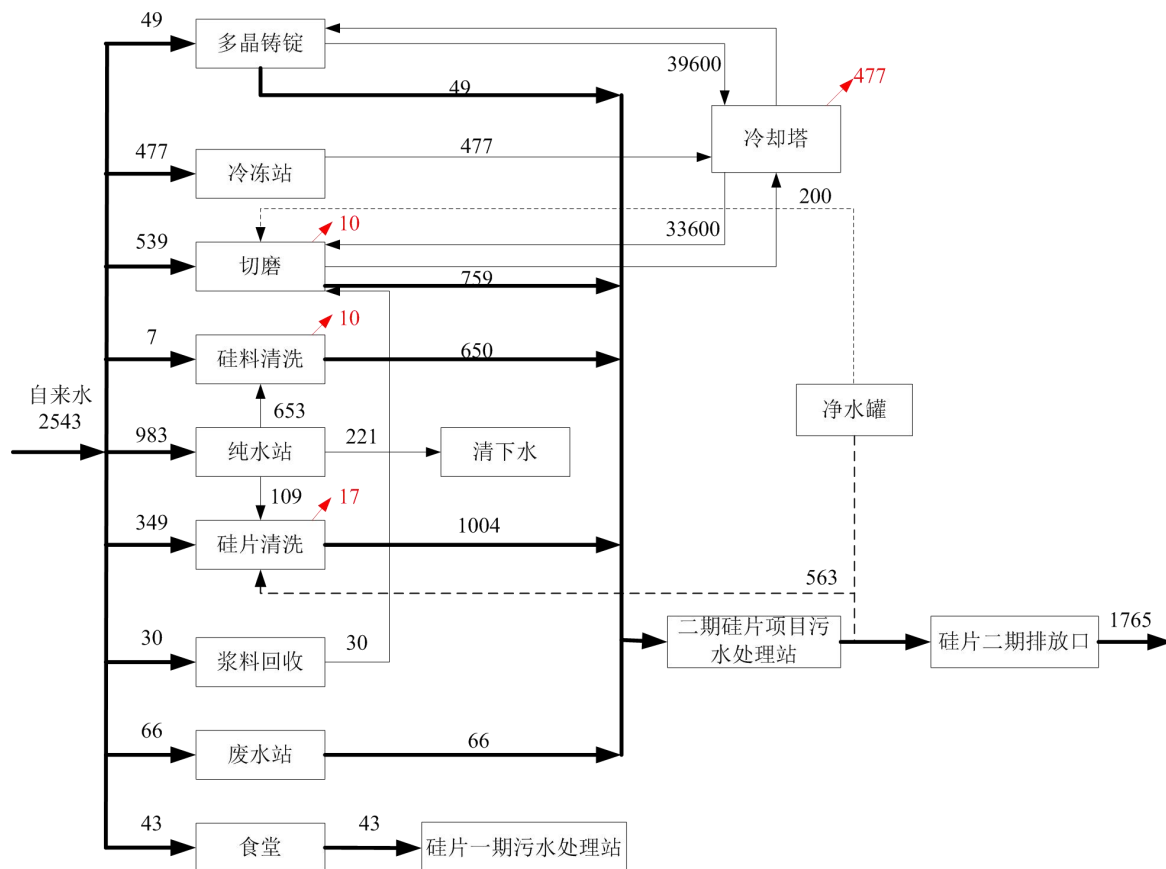 49
多晶铸锭
39600
49
477
冷却塔
477
冷冻站
477
200
10
33600
539
切磨
759
10
7
硅料清洗
650
自来水
2543
653
净水罐
983
纯水站
221
清下水
109
17
349
硅片清洗
1004
563
二期硅片项目污
水处理站
硅片二期排放口
1765
30
浆料回收
30
66
废水站
66
43
食堂
43
硅片一期污水处理站